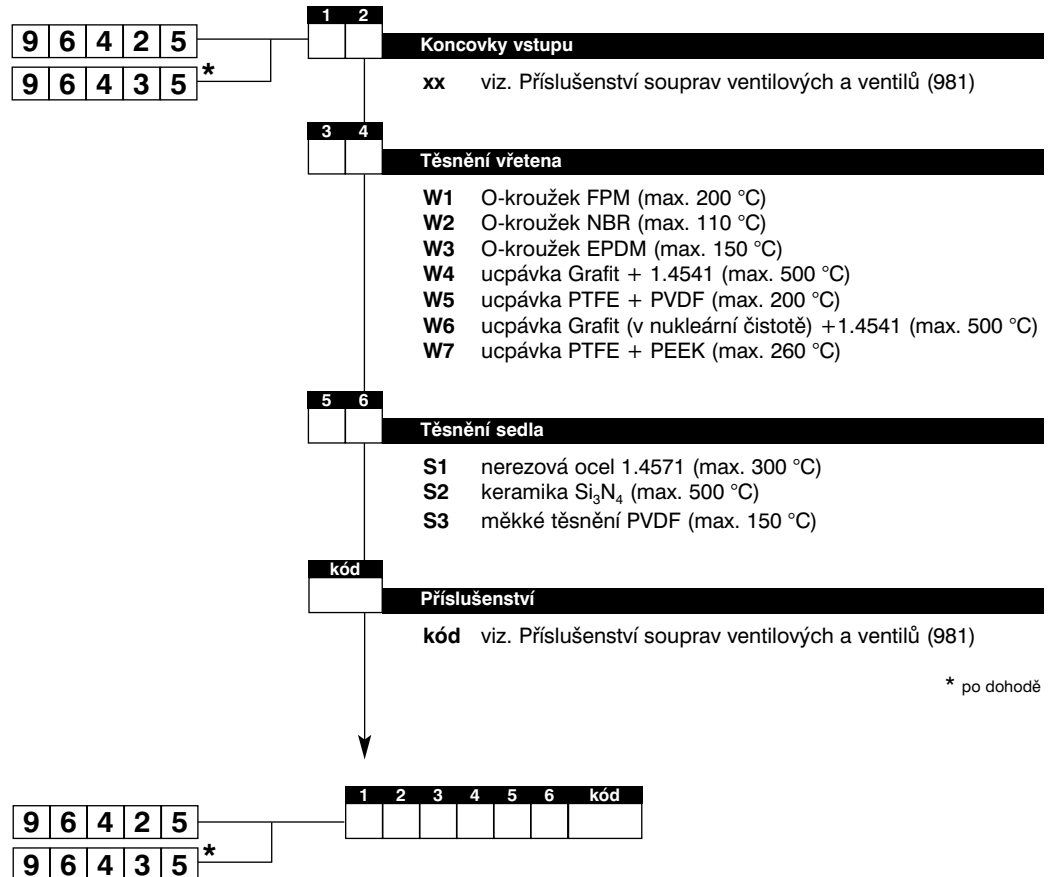 1 2
9 6 4 2 5
Koncovky vstupu
9 6 4 3 5 *
xx viz. Příslušenství souprav ventilových a ventilů (981)
3 4
Těsnění vřetena
W1 O-kroužek FPM (max. 200 °C)
W2 O-kroužek NBR (max. 110 °C)
W3 O-kroužek EPDM (max. 150 °C)
W4 ucpávka Grafit + 1.4541 (max. 500 °C)
W5 ucpávka PTFE + PVDF (max. 200 °C)
W6 ucpávka Grafit (v nukleární čistotě) +1.4541 (max. 500 °C)
W7 ucpávka PTFE + PEEK (max. 260 °C)
5 6
Těsnění sedla
S1 nerezová ocel 1.4571 (max. 300 °C)
S2 keramika Si₃N₄ (max. 500 °C)
S3 měkké těsnění PVDF (max. 150 °C)
kód
Příslušenství
kód viz. Příslušenství souprav ventilových a ventilů (981)
* po dohodě
1 2 3 4 5 6 kód
9 6 4 2 5
9 6 4 3 5 *